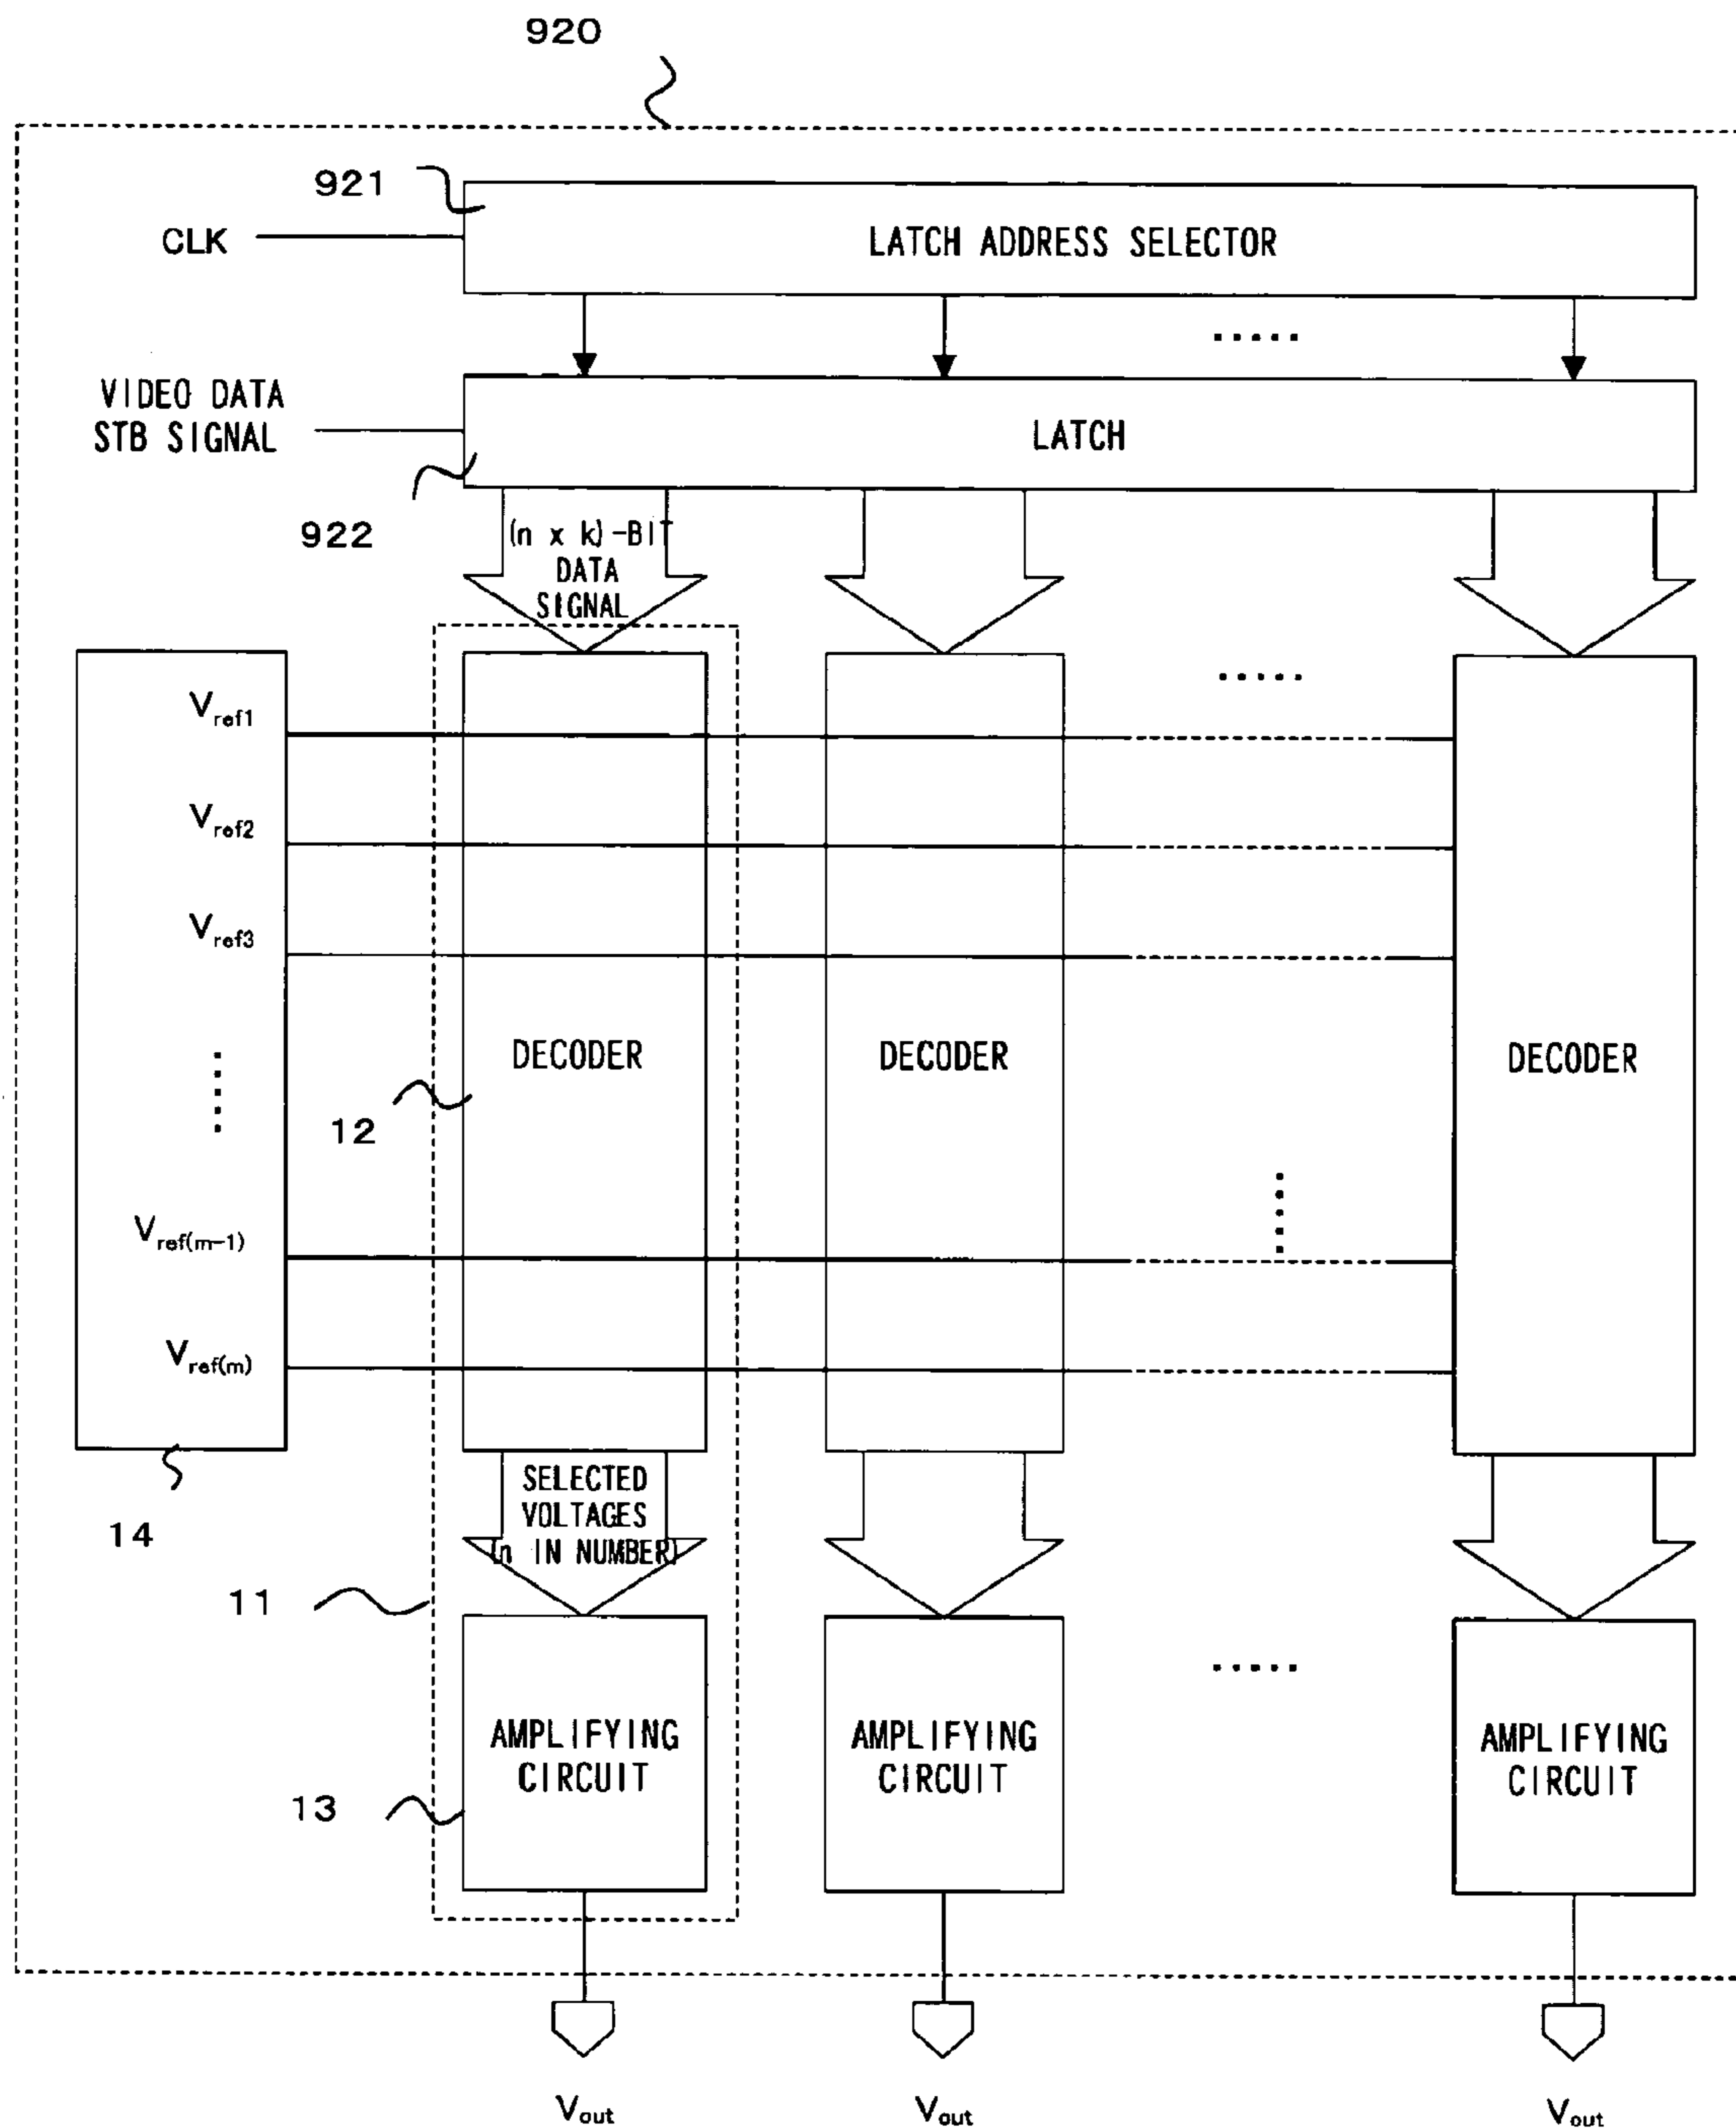 920
921
CLK
LATCH ADDRESS SELECTOR
.....
VIDEO DATA
STB SIGNAL
LATCH
922
(n x k)-BIT
DATA
SIGNAL
Vref1
.....
Vref2
Vref3
DECODER
DECODER
DECODER
12
Vref(m-1)
Vref(m)
SELECTED
VOLTAGES
(n IN NUMBER)
14
11
.....
AMPLIFYING
CIRCUIT
AMPLIFYING
CIRCUIT
AMPLIFYING
CIRCUIT
13
Vout
Vout
Vout